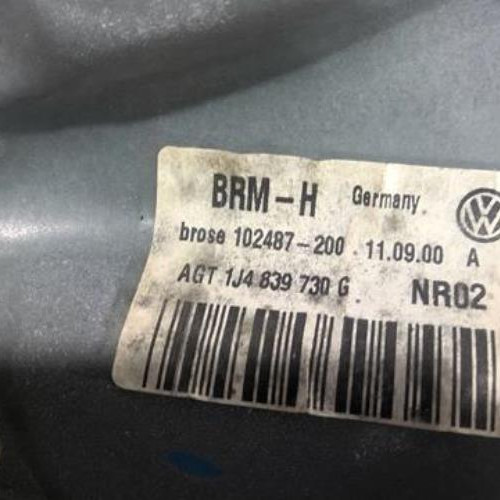 BRM-H Germany.
brose 102487-200 . 11.09.00 A
AGT 1J4 839 730 G. NR02